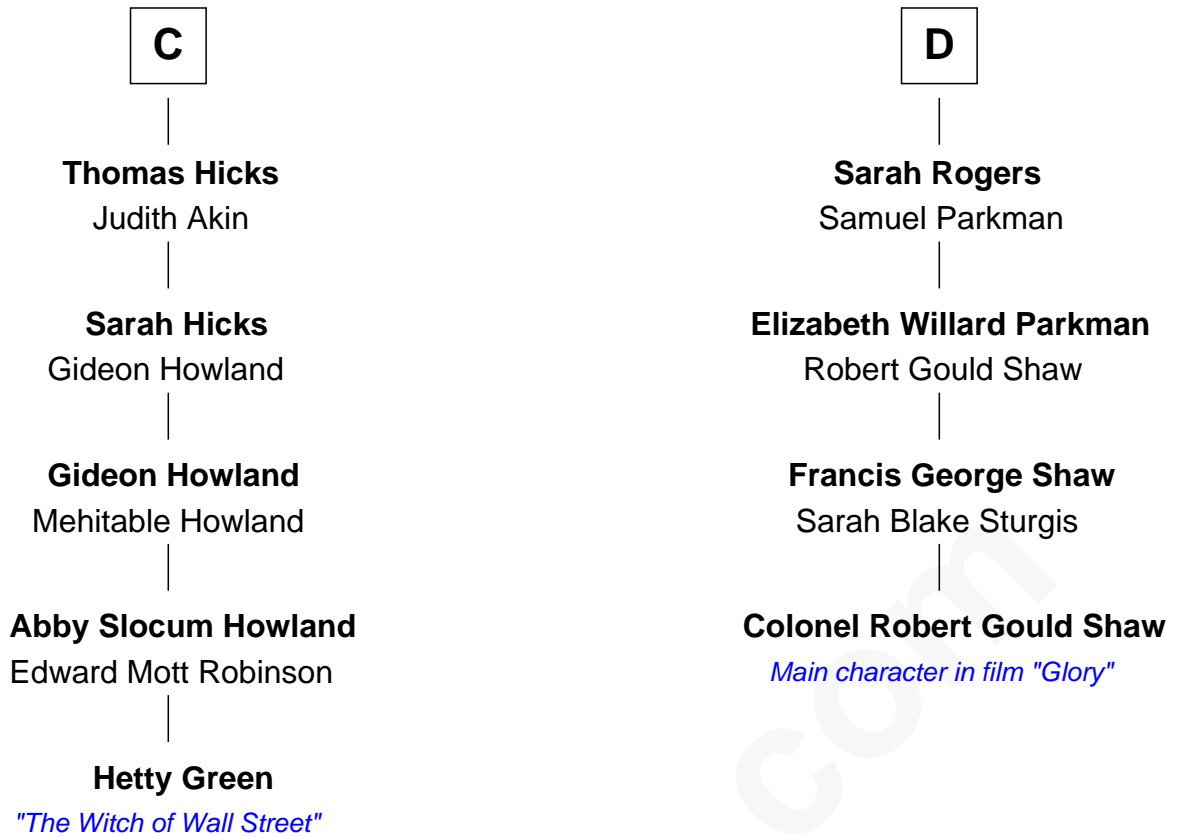 C
Thomas Hicks
Judith Akin
Sarah Hicks
Gideon Howland
Gideon Howland
Mehitable Howland
Abby Slocum Howland
Edward Mott Robinson
Hetty Green
"The Witch of Wall Street"
D
Sarah Rogers
Samuel Parkman
Elizabeth Willard Parkman
Robert Gould Shaw
Francis George Shaw
Sarah Blake Sturgis
Colonel Robert Gould Shaw
Main character in film "Glory"
com